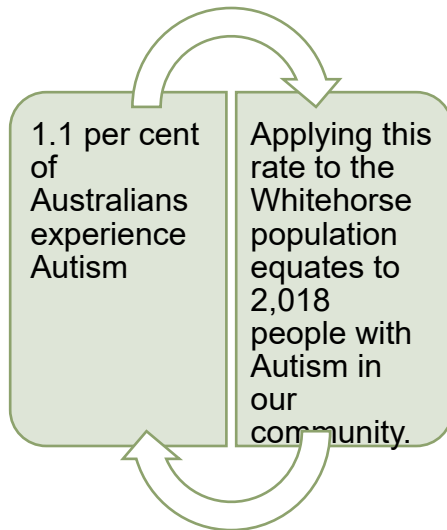 1.1 per cent
of
Australians
experience
Autism
Applying this
rate to the
Whitehorse
population
equates to
2,018
people with
Autism in
our
community.